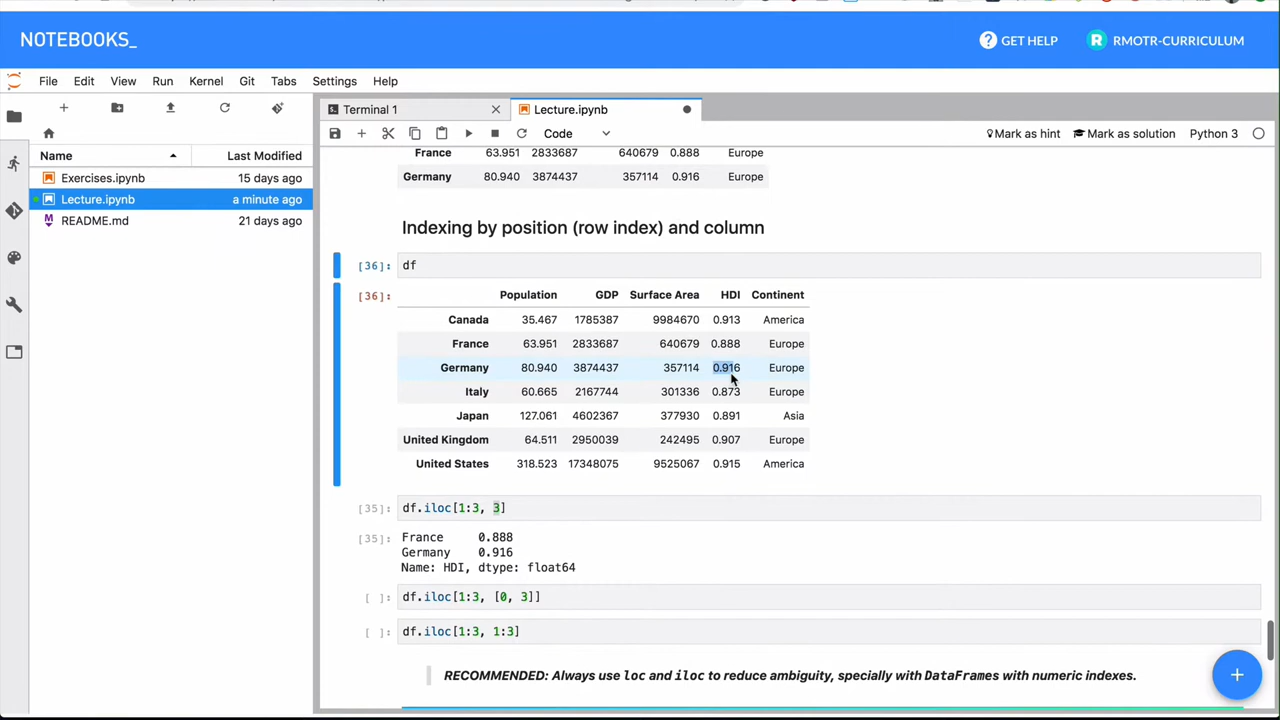 NOTEBOOKS_
GET HELP
R RMOTR-CURRICULUM
File Edit View Run Kernel Git Tabs Settings Help
Terminal 1
Lecture.ipynb
Code
Mark as hint
Mark as solution
Python 3
Name Last Modified
Exercises.ipynb 15 days ago
Lecture.ipynb a minute ago
README.md 21 days ago
France 63.951 2833687 640679 0.888 Europe
Germany 80.940 3874437 357114 0.916 Europe
Indexing by position (row index) and column
[36]: df
[36]: Population GDP Surface Area HDI Continent
Canada 35.467 1785387 9984670 0.913 America
France 63.951 2833687 640679 0.888 Europe
Germany 80.940 3874437 357114 0.916 Europe
Italy 60.665 2167744 301336 0.873 Europe
Japan 127.061 4602367 377930 0.891 Asia
United Kingdom 64.511 2950039 242495 0.907 Europe
United States 318.523 17348075 9525067 0.915 America
[35]: df.iloc[1:3, 3]
[35]: France 0.888
Germany 0.916
Name: HDI, dtype: float64
[ ]: df.iloc[1:3, [0, 3]]
[ ]: df.iloc[1:3, 1:3]
RECOMMENDED: Always use loc and iloc to reduce ambiguity, specially with DataFrames with numeric indexes.